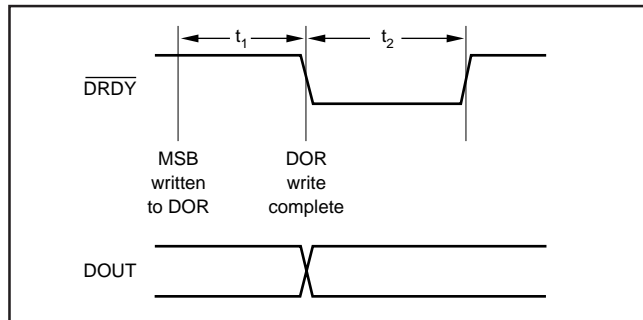 t1 t2
DRDY
MSB
written
to DOR
DOR
write
complete
DOUT